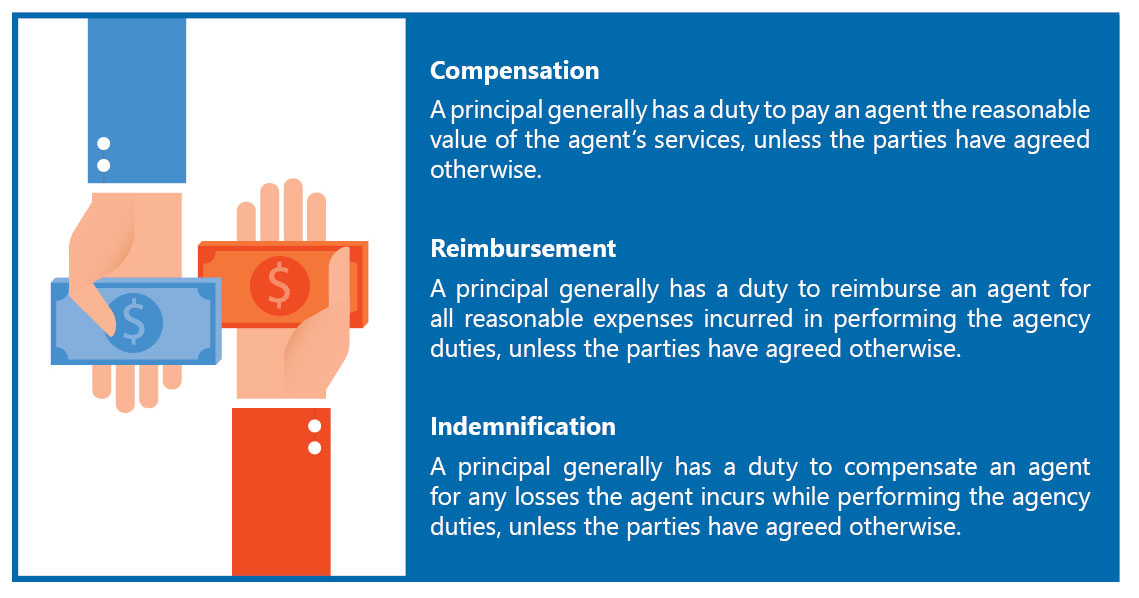 Compensation
A principal generally has a duty to pay an agent the reasonable
value of the agent’s services, unless the parties have agreed
otherwise.
Reimbursement
A principal generally has a duty to reimburse an agent for
all reasonable expenses incurred in performing the agency
duties, unless the parties have agreed otherwise.
Indemnification
A principal generally has a duty to compensate an agent
for any losses the agent incurs while performing the agency
duties, unless the parties have agreed otherwise.
$
$